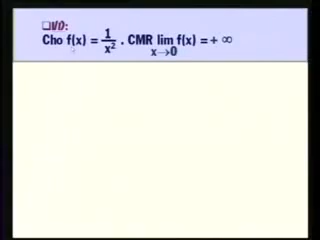 ❑VD:
Cho f(x) = 1/x² . CMR lim f(x) = + ∞
x→0